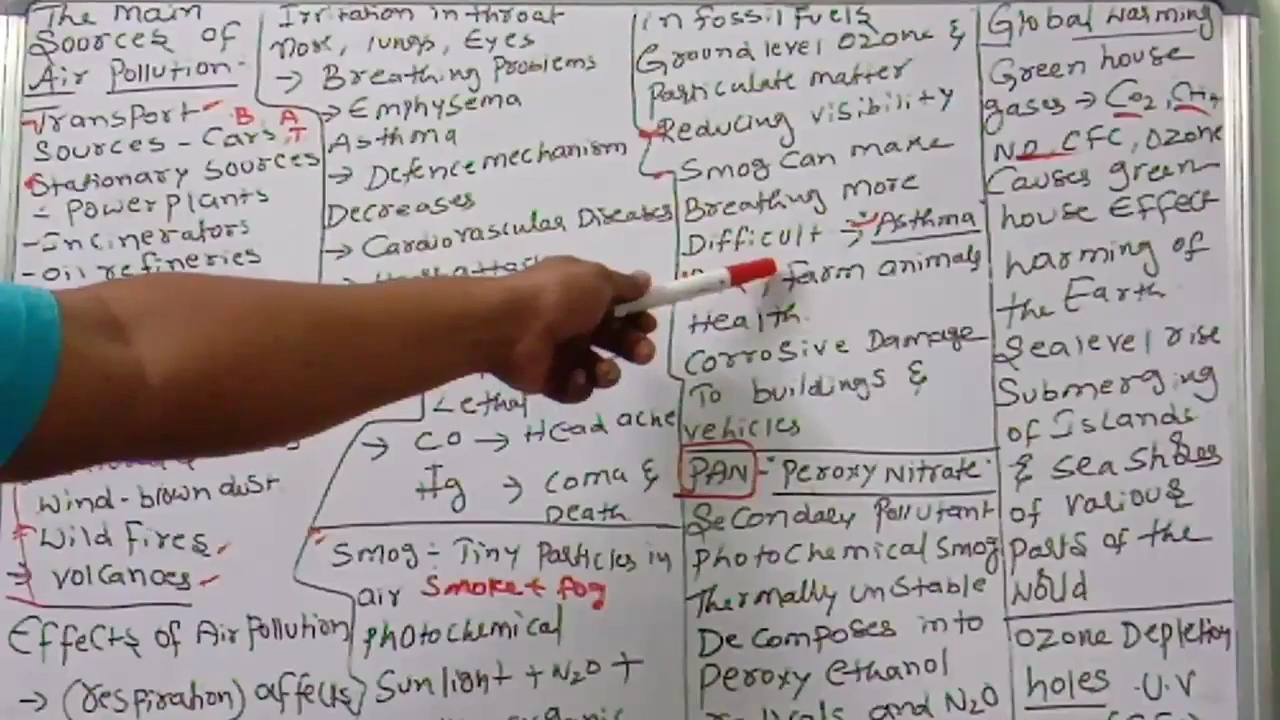 The main
Soorces of
Air Pollution-
Transport
B A
T
Sources - Cars,
Stationary Sources
- Power plants
-Incinerators
-Oil refineries
Wind-brown dust
Wild fires
→ volcanoes
Effects of Air Pollution
→ (respiration) affects
Irritation in throat
Nose, lungs, Eyes
→ Breathing Problems
→ Emphysema
Asthma
→ Defence mechanism
Decreases
→ Cardiovascular Diseases
Lethal
→ CO → Head ache
Hg → coma &
Death
Smog - Tiny Particles in
air Smoke + fog
photochemical
Sunlight + N2O +
in fossil Fuels
Ground level Ozone &
particulate matter
Reducing visibility
Smog can make
Breathing more
Difficult → Asthma
farm animals
Health.
Corrosive Damage
To buildings &
vehicles
PAN - Peroxy Nitrate
Secondary Pollutant
photochemical Smog
Thermally unstable
Decomposes into
peroxy ethanol
and N2O
Global warming
Green house
gases → CO2, CH4
NO, CFC, Ozone
Causes green
house Effect
warming of
the Earth
Sealevel rise
Submerging
of Islands
& sea shores
of various
parts of the
world
Ozone Depletion
holes U.V